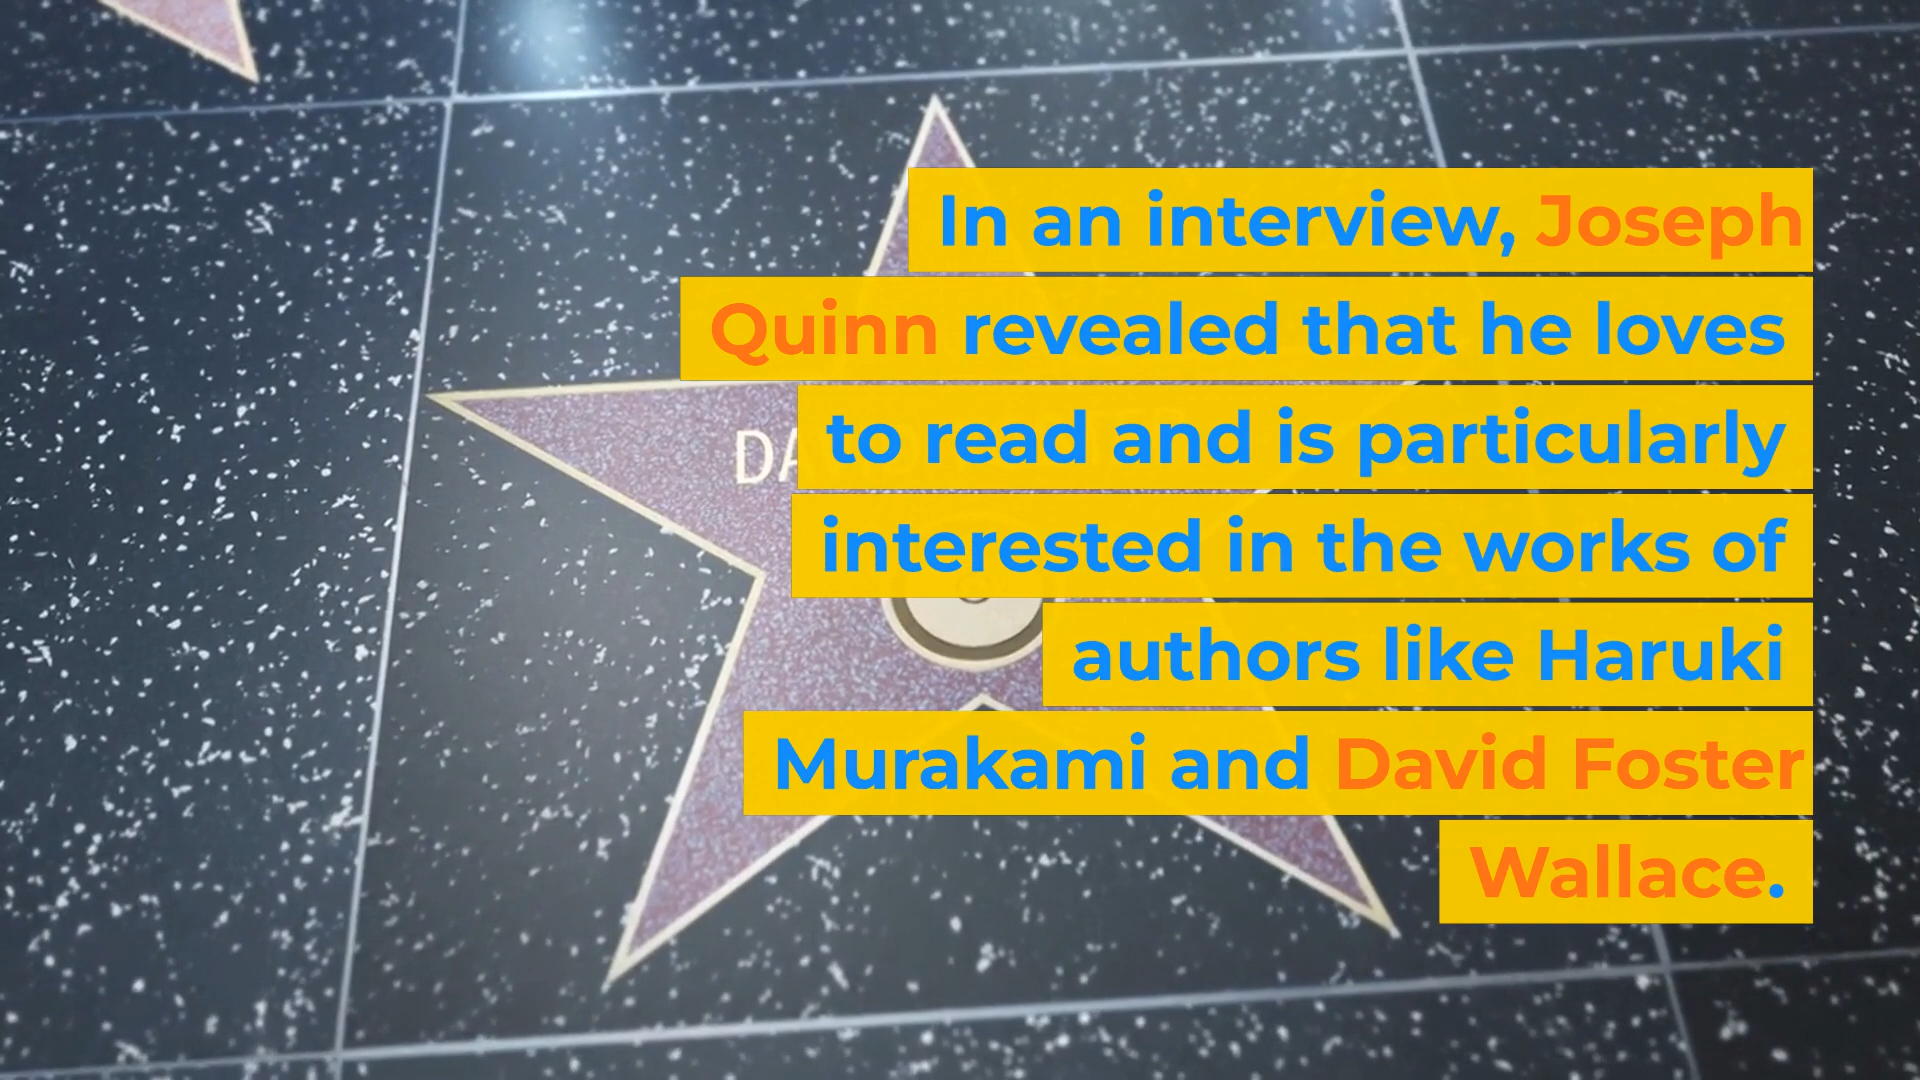 In an interview, Joseph
Quinn revealed that he loves
to read and is particularly
interested in the works of
authors like Haruki
Murakami and David Foster
Wallace.